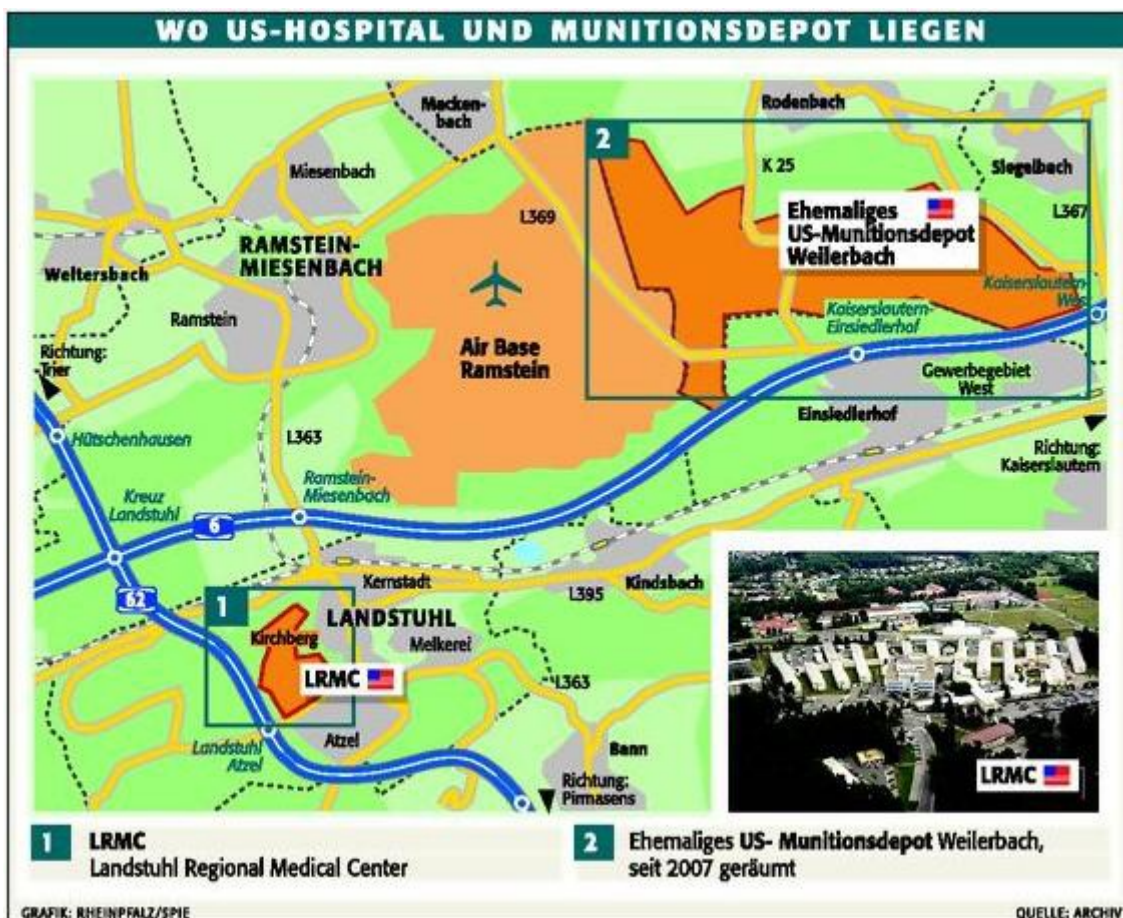 WO US-HOSPITAL UND MUNITIONSDEPOT LIEGEN
Macken-
bach
Rodenbach
2
Miesenbach
K 25
Siegelbach
L369
Ehemaliges
US-Munitionsdepot
Weilerbach
L367
RAMSTEIN-
MIESENBACH
Weltersbach
Kaiserslautern-
Wes
Ramstein
Kaiserslautern-
Einsiedlerhof
Richtung:
Trier
Air Base
Ramstein
Gewerbegebiet
West
Einsiedlerhof
Hütschenhausen
L363
Richtung:
Kaiserslautern
Ramstein-
Miesenbach
Kreuz
Landstuhl
6
62
Kernstadt
L395
Kindsbach
1
LANDSTUHL
Kirchberg
Melkerei
LRMC
L363
Landstuhl
Atzel
Atzel
Bann
Richtung:
Pirmasens
LRMC
1 LRMC
Landstuhl Regional Medical Center
2 Ehemaliges US- Munitionsdepot Weilerbach,
seit 2007 geräumt
GRAFIK: RHEINPFALZ/SPIE
QUELLE: ARCHIV